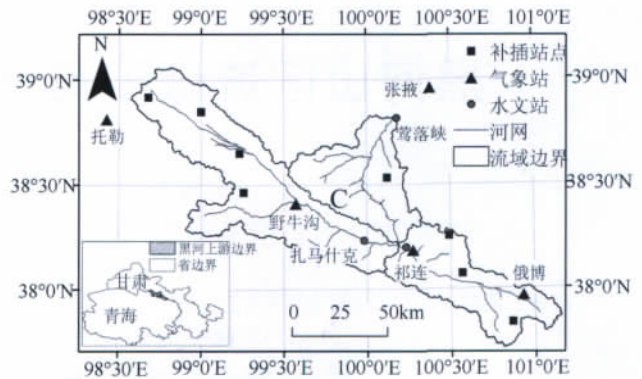 98°30′E 99°0′E 99°30′E 100°0′E 100°30′E 101°0′E
N
39°0′N
38°30′N
38°0′N
39°0′N
38°30′N
38°0′N
补插站点
气象站
水文站
河网
流域边界
张掖
托勒
莺落峡
C
野牛沟
扎马什克
祁连
俄博
黑河上游边界
省边界
甘肃
青海
0 25 50km
98°30′E 99°0′E 99°30′E 100°0′E 100°30′E 101°0′E